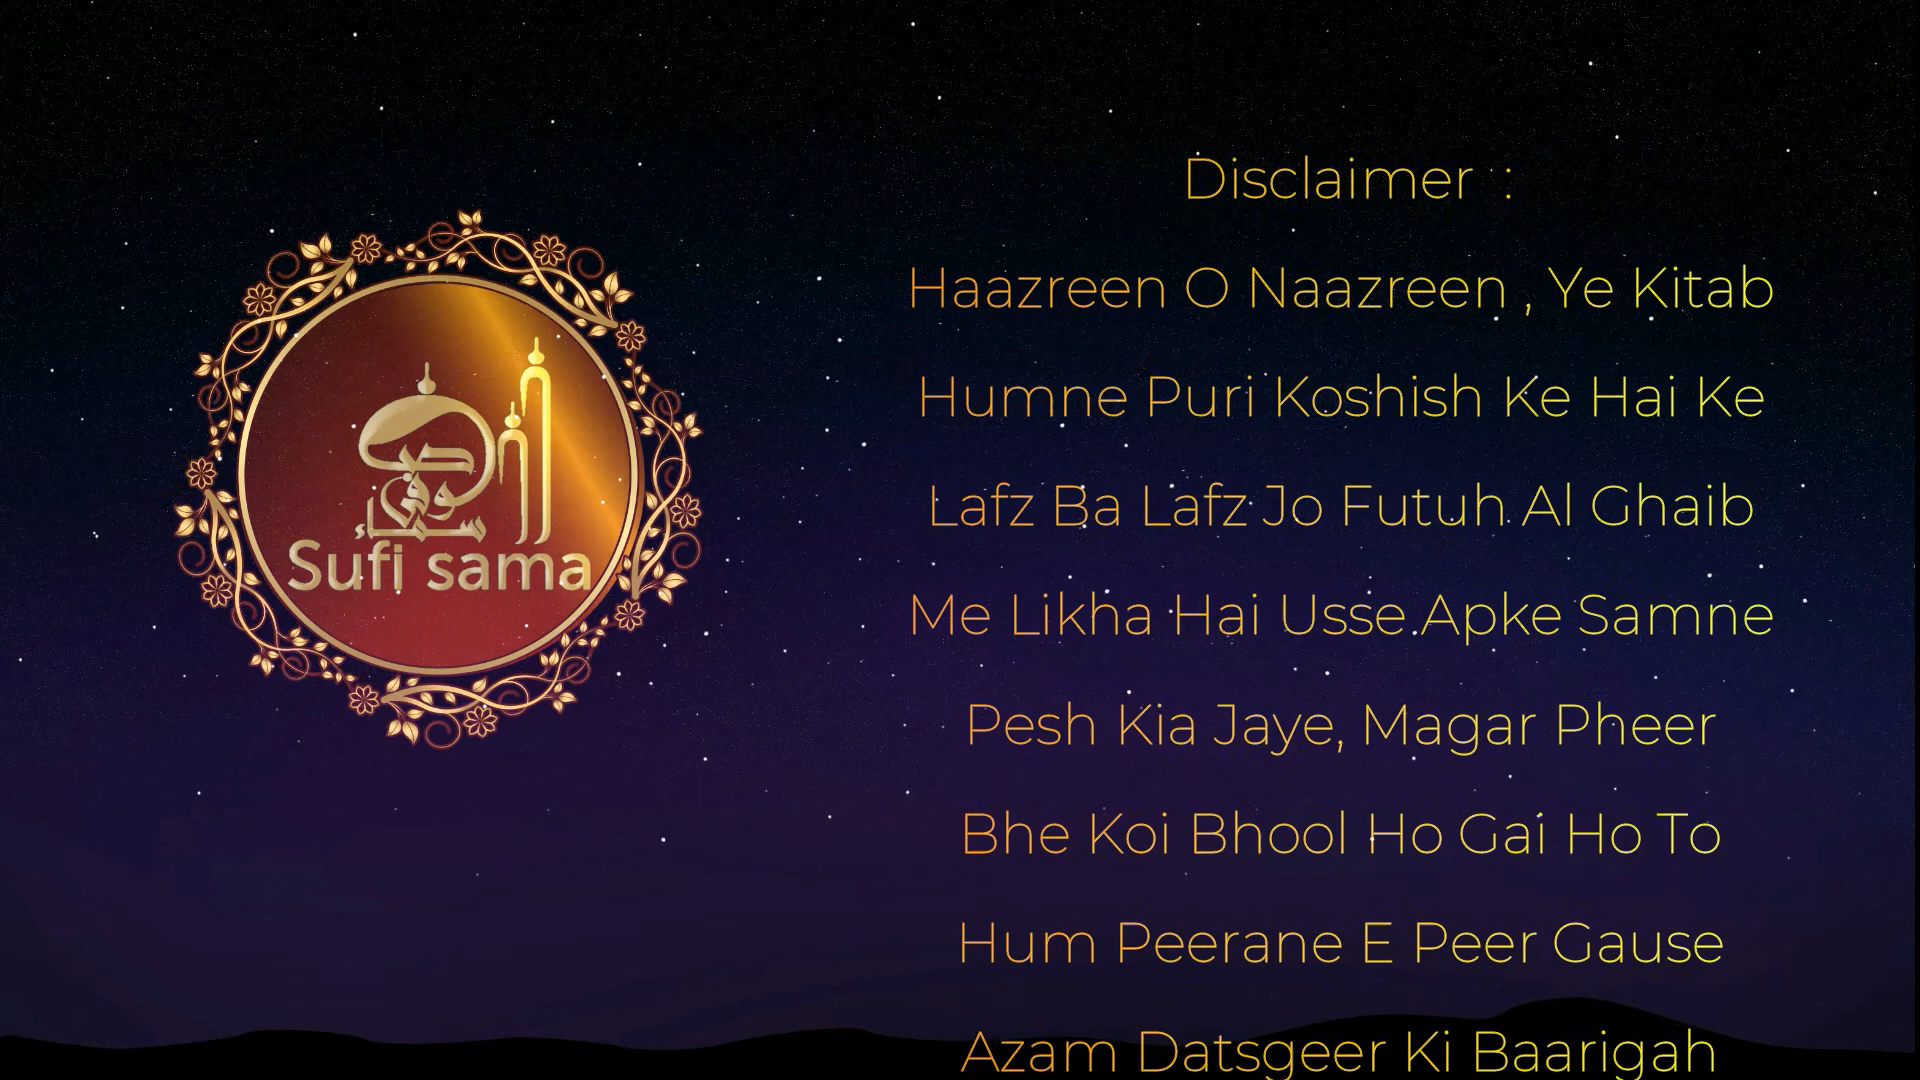 صوفی
سماء
Sufi sama
Disclaimer :
Haazreen O Naazreen , Ye Kitab
Humne Puri Koshish Ke Hai Ke
Lafz Ba Lafz Jo Futuh Al Ghaib
Me Likha Hai Usse Apke Samne
Pesh Kia Jaye, Magar Pheer
Bhe Koi Bhool Ho Gai Ho To
Hum Peerane E Peer Gause
Azam Datsgeer Ki Baarigah